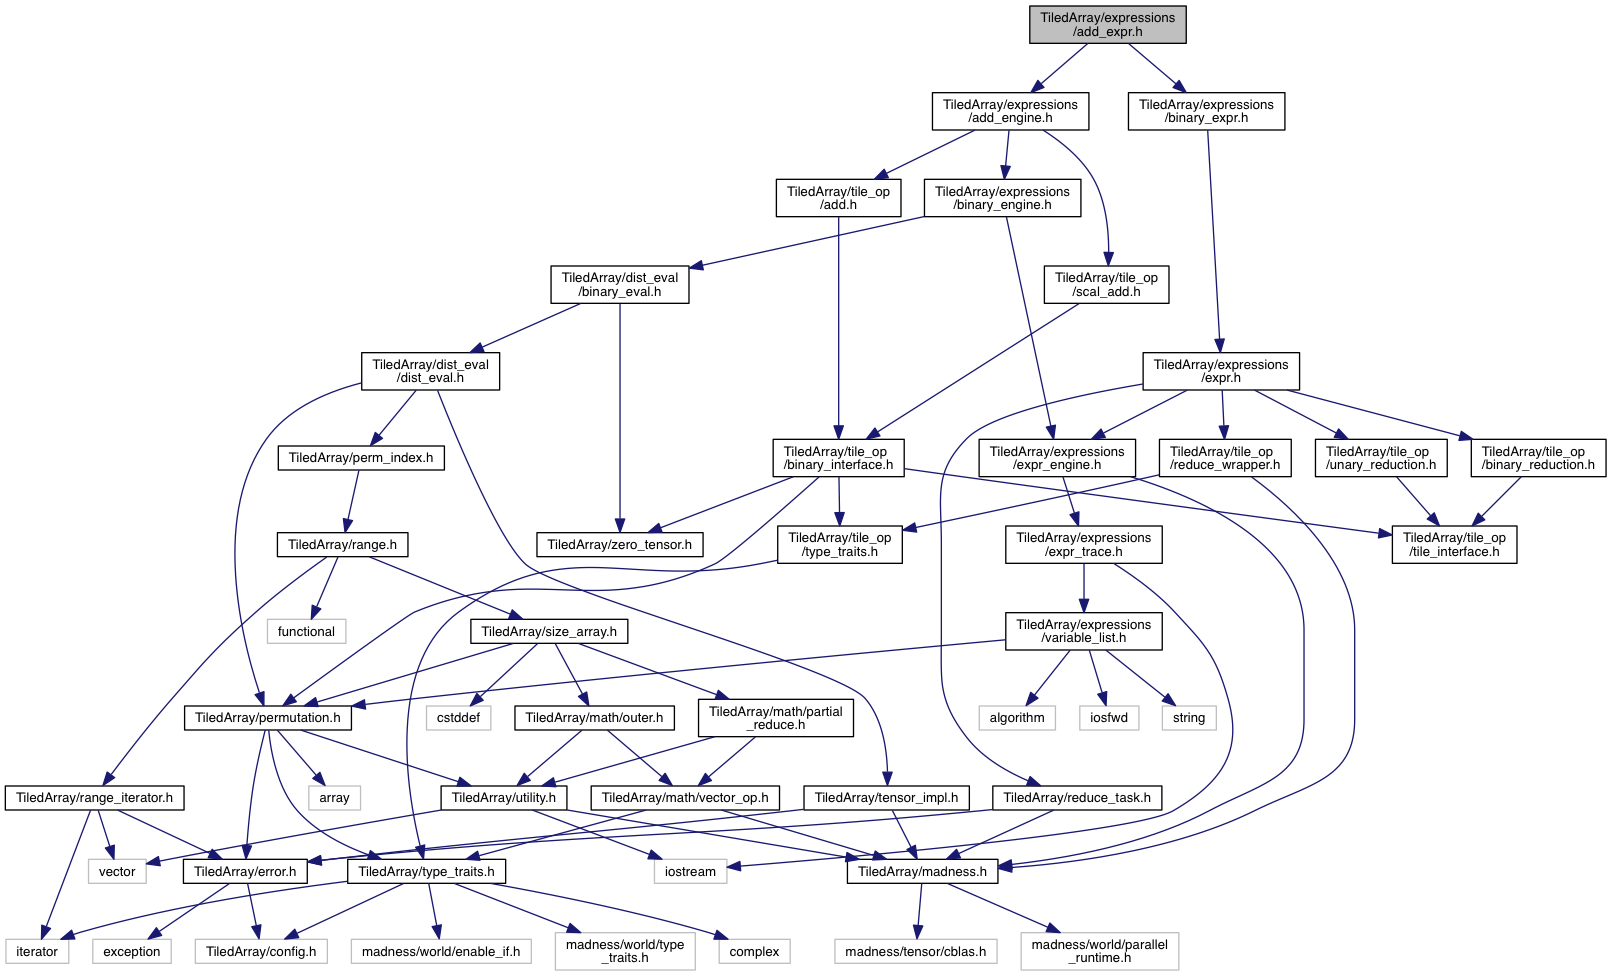 TiledArray/expressions
/add_expr.h
TiledArray/expressions
/add_engine.h
TiledArray/expressions
/binary_expr.h
TiledArray/tile_op
/add.h
TiledArray/expressions
/binary_engine.h
TiledArray/dist_eval
/binary_eval.h
TiledArray/tile_op
/scal_add.h
TiledArray/dist_eval
/dist_eval.h
TiledArray/expressions
/expr.h
TiledArray/perm_index.h
TiledArray/tile_op
/binary_interface.h
TiledArray/expressions
/expr_engine.h
TiledArray/tile_op
/reduce_wrapper.h
TiledArray/tile_op
/unary_reduction.h
TiledArray/tile_op
/binary_reduction.h
TiledArray/range.h
TiledArray/zero_tensor.h
TiledArray/tile_op
/type_traits.h
TiledArray/expressions
/expr_trace.h
TiledArray/tile_op
/tile_interface.h
functional
TiledArray/size_array.h
TiledArray/expressions
/variable_list.h
TiledArray/permutation.h
cstddef
TiledArray/math/outer.h
TiledArray/math/partial
_reduce.h
algorithm
iosfwd
string
TiledArray/range_iterator.h
array
TiledArray/utility.h
TiledArray/math/vector_op.h
TiledArray/tensor_impl.h
TiledArray/reduce_task.h
vector
TiledArray/error.h
TiledArray/type_traits.h
iostream
TiledArray/madness.h
iterator
exception
TiledArray/config.h
madness/world/enable_if.h
madness/world/type
_traits.h
complex
madness/tensor/cblas.h
madness/world/parallel
_runtime.h